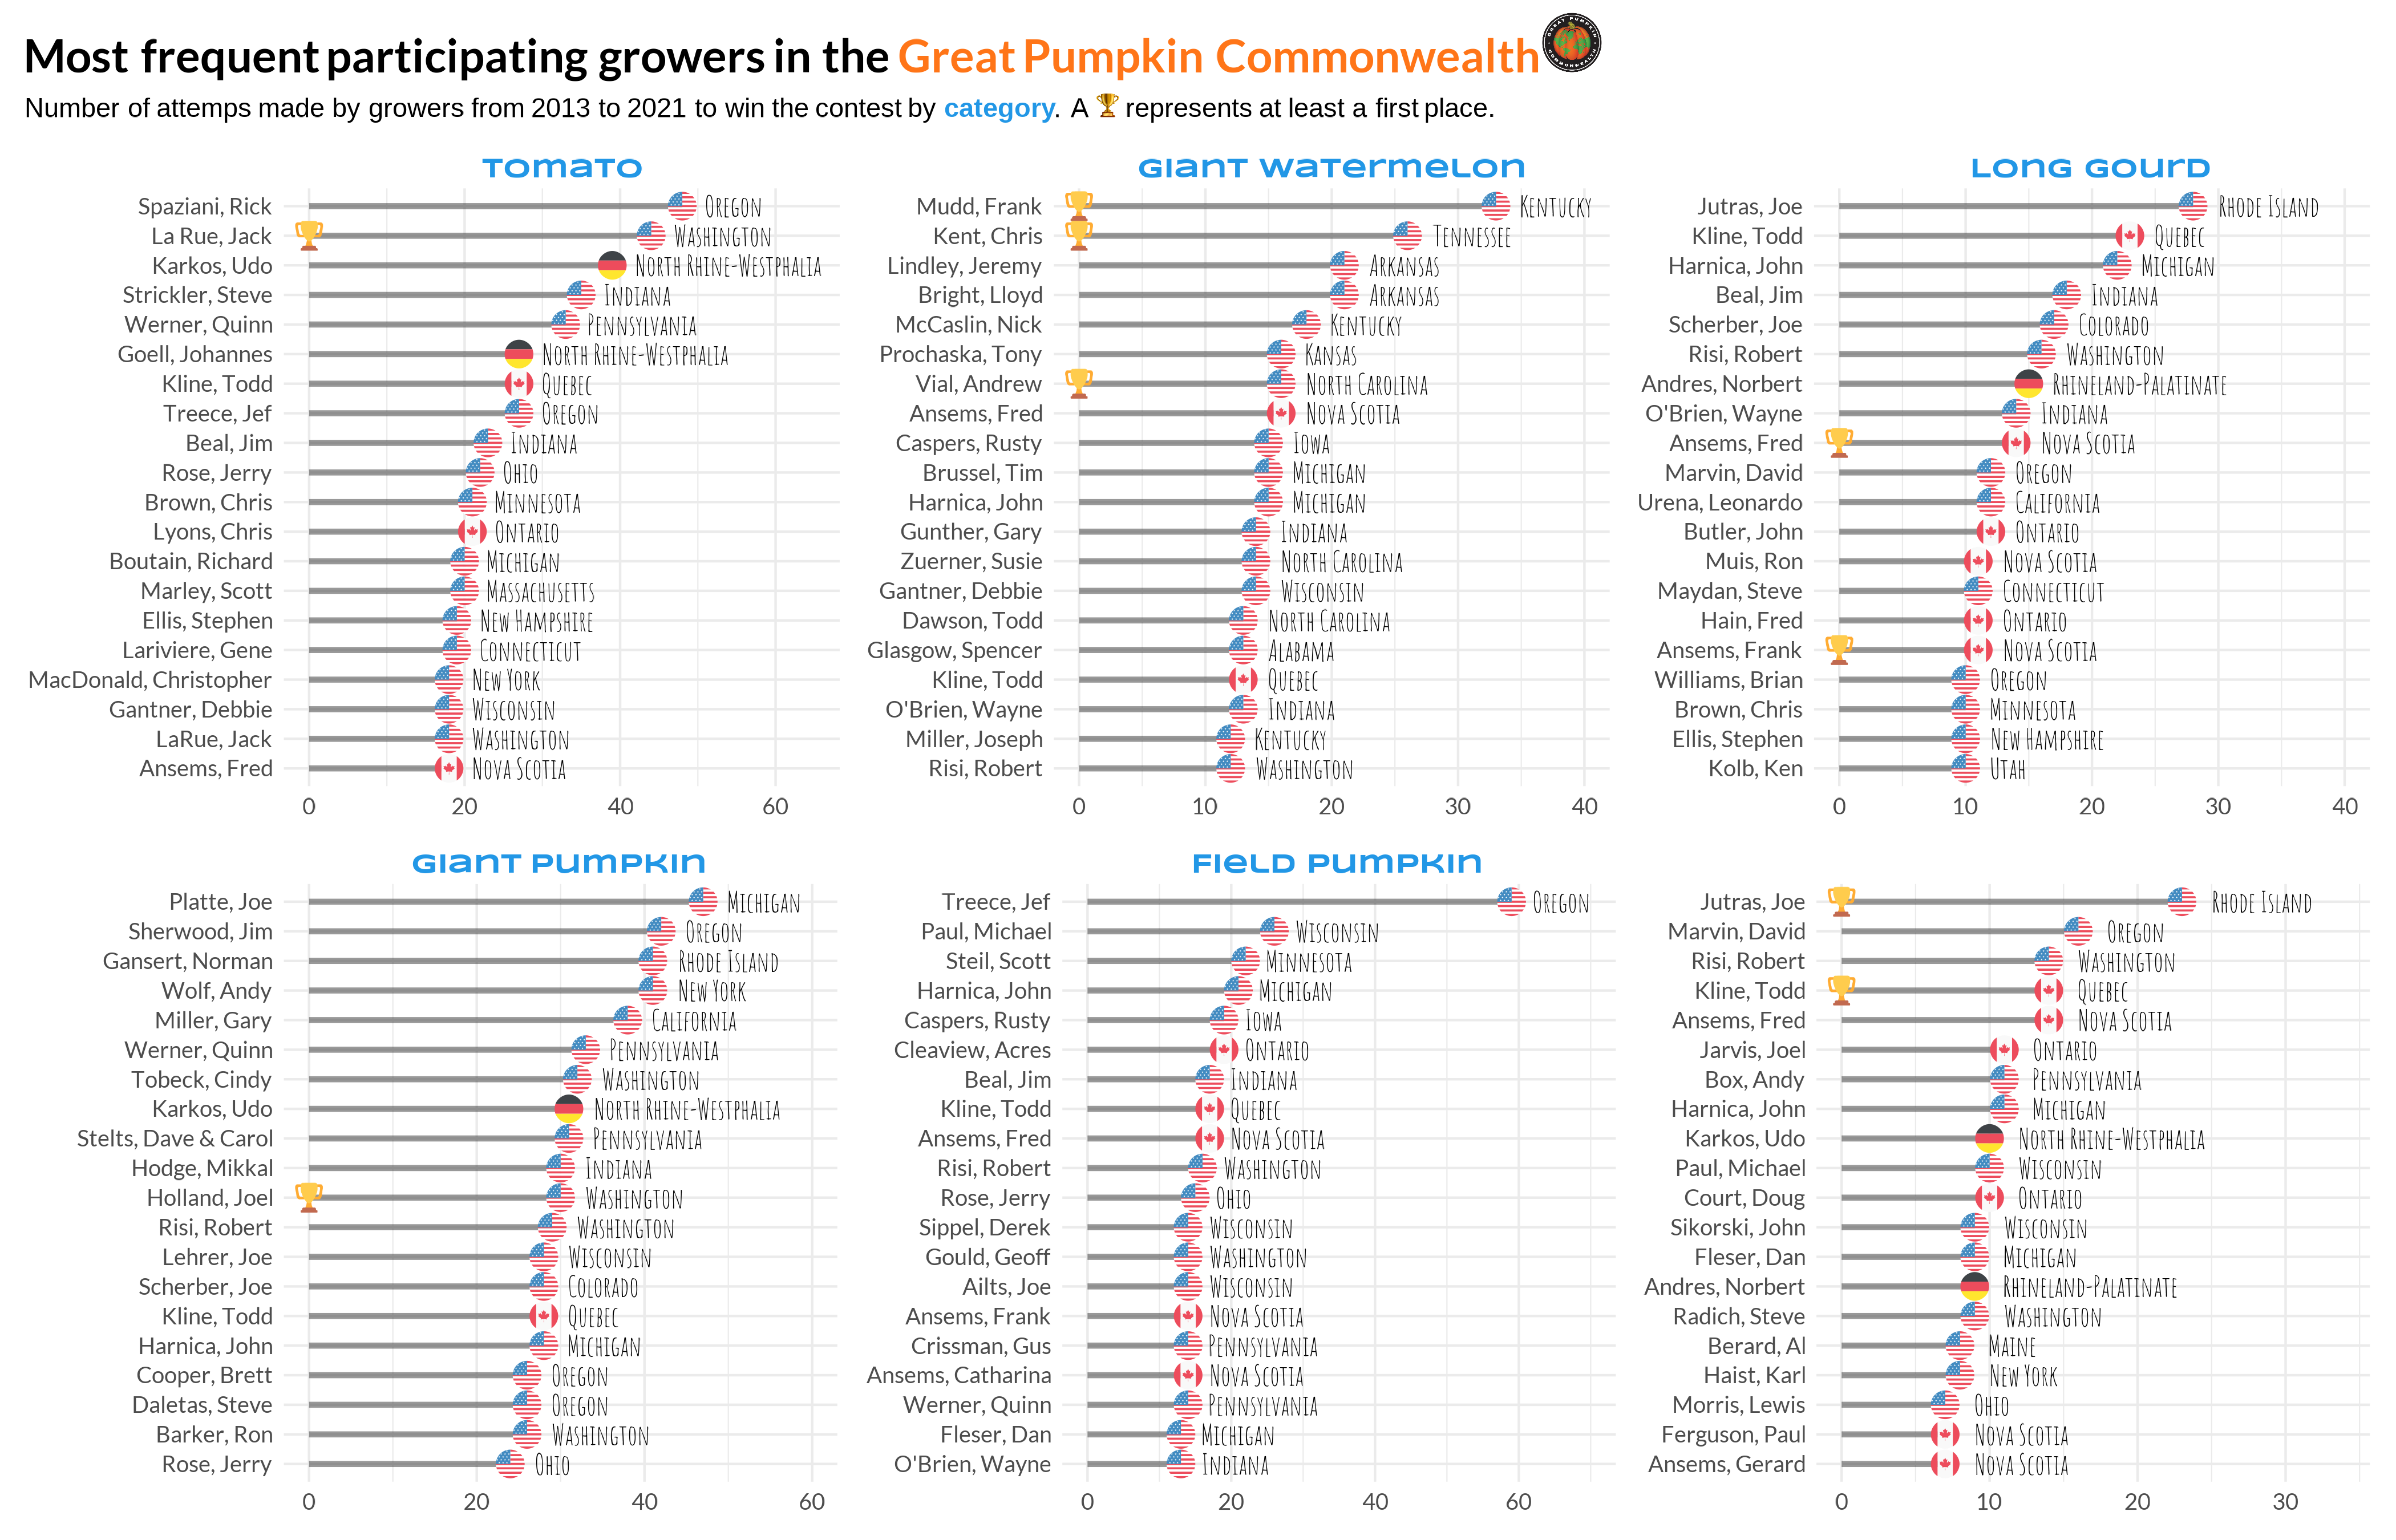 Most frequent participating growers in the Great Pumpkin Commonwealth
GREAT PUMPKIN COMMONWEALTH
Number of attemps made by growers from 2013 to 2021 to win the contest by category. A 🏆 represents at least a first place.
Tomato
Spaziani, Rick Oregon
La Rue, Jack Washington
Karkos, Udo North Rhine-Westphalia
Strickler, Steve Indiana
Werner, Quinn Pennsylvania
Goell, Johannes North Rhine-Westphalia
Kline, Todd Quebec
Treece, Jef Oregon
Beal, Jim Indiana
Rose, Jerry Ohio
Brown, Chris Minnesota
Lyons, Chris Ontario
Boutain, Richard Michigan
Marley, Scott Massachusetts
Ellis, Stephen New Hampshire
Lariviere, Gene Connecticut
MacDonald, Christopher New York
Gantner, Debbie Wisconsin
LaRue, Jack Washington
Ansems, Fred Nova Scotia
0 20 40 60
Giant Watermelon
Mudd, Frank Kentucky
Kent, Chris Tennessee
Lindley, Jeremy Arkansas
Bright, Lloyd Arkansas
McCaslin, Nick Kentucky
Prochaska, Tony Kansas
Vial, Andrew North Carolina
Ansems, Fred Nova Scotia
Caspers, Rusty Iowa
Brussel, Tim Michigan
Harnica, John Michigan
Gunther, Gary Indiana
Zuerner, Susie North Carolina
Gantner, Debbie Wisconsin
Dawson, Todd North Carolina
Glasgow, Spencer Alabama
Kline, Todd Quebec
O'Brien, Wayne Indiana
Miller, Joseph Kentucky
Risi, Robert Washington
0 10 20 30 40
Long Gourd
Jutras, Joe Rhode Island
Kline, Todd Quebec
Harnica, John Michigan
Beal, Jim Indiana
Scherber, Joe Colorado
Risi, Robert Washington
Andres, Norbert Rhineland-Palatinate
O'Brien, Wayne Indiana
Ansems, Fred Nova Scotia
Marvin, David Oregon
Urena, Leonardo California
Butler, John Ontario
Muis, Ron Nova Scotia
Maydan, Steve Connecticut
Hain, Fred Ontario
Ansems, Frank Nova Scotia
Williams, Brian Oregon
Brown, Chris Minnesota
Ellis, Stephen New Hampshire
Kolb, Ken Utah
0 10 20 30 40
Giant Pumpkin
Platte, Joe Michigan
Sherwood, Jim Oregon
Gansert, Norman Rhode Island
Wolf, Andy New York
Miller, Gary California
Werner, Quinn Pennsylvania
Tobeck, Cindy Washington
Karkos, Udo North Rhine-Westphalia
Stelts, Dave & Carol Pennsylvania
Hodge, Mikkal Indiana
Holland, Joel Washington
Risi, Robert Washington
Lehrer, Joe Wisconsin
Scherber, Joe Colorado
Kline, Todd Quebec
Harnica, John Michigan
Cooper, Brett Oregon
Daletas, Steve Oregon
Barker, Ron Washington
Rose, Jerry Ohio
0 20 40 60
Field Pumpkin
Treece, Jef Oregon
Paul, Michael Wisconsin
Steil, Scott Minnesota
Harnica, John Michigan
Caspers, Rusty Iowa
Cleaview, Acres Ontario
Beal, Jim Indiana
Kline, Todd Quebec
Ansems, Fred Nova Scotia
Risi, Robert Washington
Rose, Jerry Ohio
Sippel, Derek Wisconsin
Gould, Geoff Washington
Ailts, Joe Wisconsin
Ansems, Frank Nova Scotia
Crissman, Gus Pennsylvania
Ansems, Catharina Nova Scotia
Werner, Quinn Pennsylvania
Fleser, Dan Michigan
O'Brien, Wayne Indiana
0 20 40 60
Jutras, Joe Rhode Island
Marvin, David Oregon
Risi, Robert Washington
Kline, Todd Quebec
Ansems, Fred Nova Scotia
Jarvis, Joel Ontario
Box, Andy Pennsylvania
Harnica, John Michigan
Karkos, Udo North Rhine-Westphalia
Paul, Michael Wisconsin
Court, Doug Ontario
Sikorski, John Wisconsin
Fleser, Dan Michigan
Andres, Norbert Rhineland-Palatinate
Radich, Steve Washington
Berard, Al Maine
Haist, Karl New York
Morris, Lewis Ohio
Ferguson, Paul Nova Scotia
Ansems, Gerard Nova Scotia
0 10 20 30